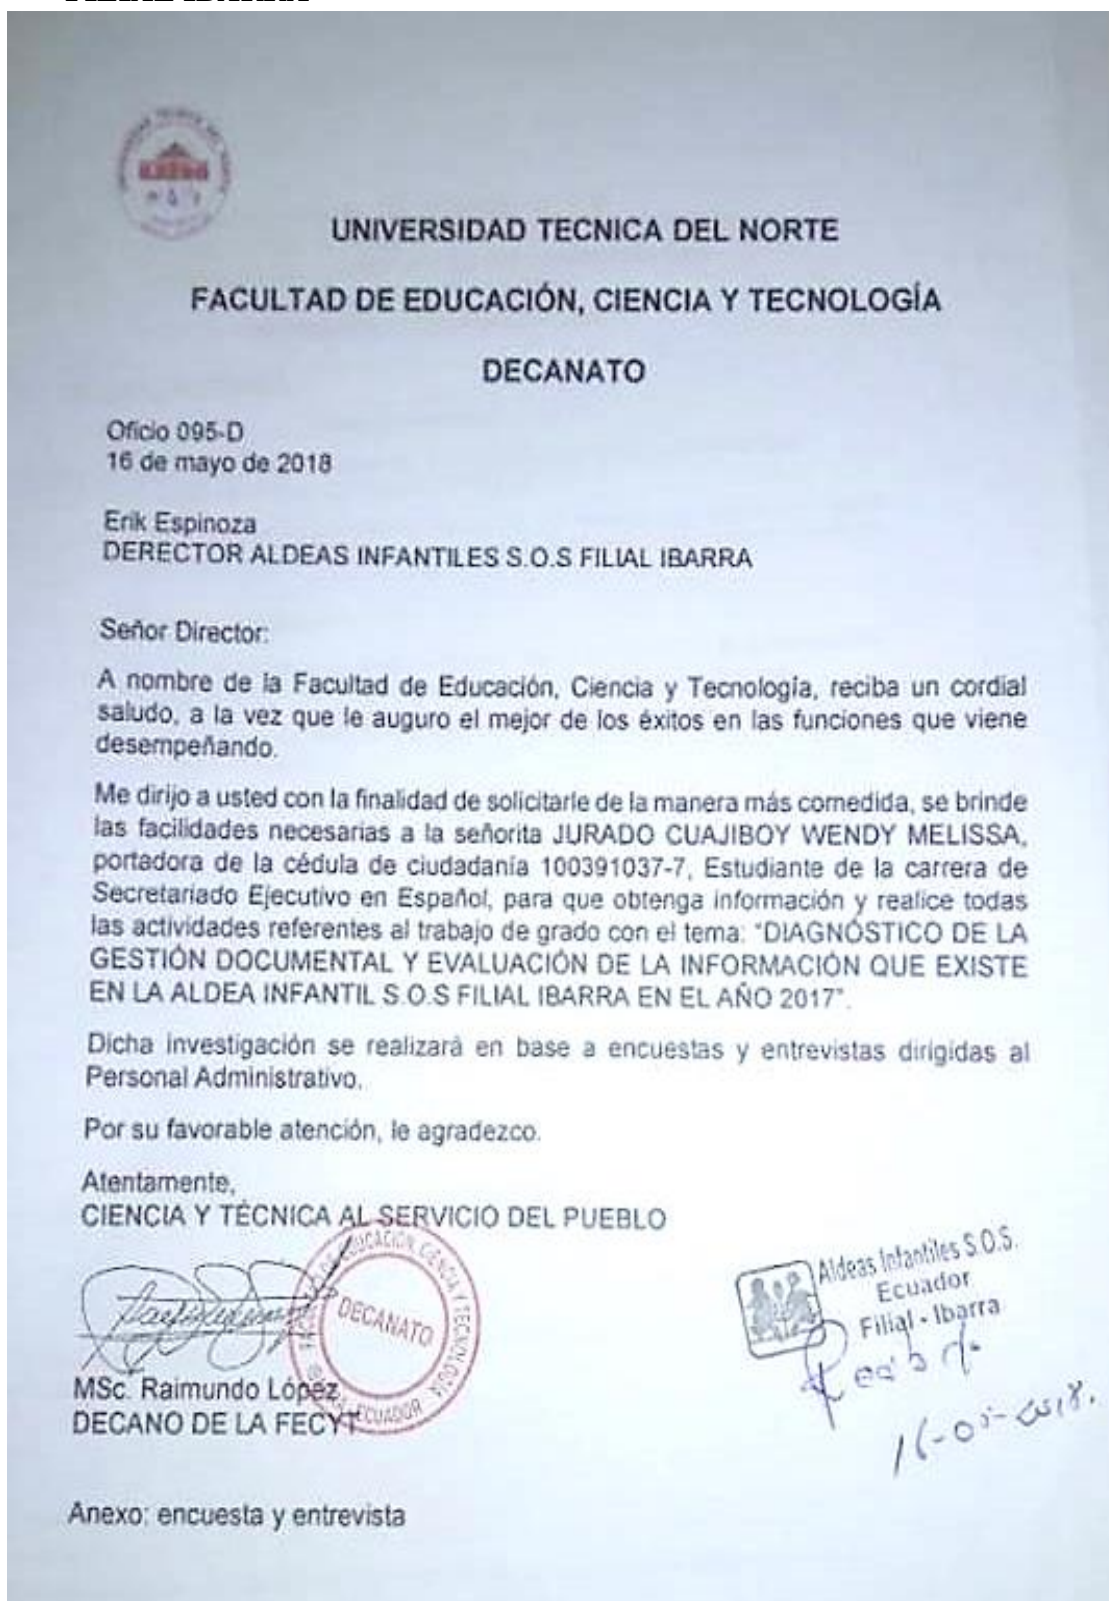 UNIVERSIDAD TECNICA DEL NORTE
FACULTAD DE EDUCACIÓN, CIENCIA Y TECNOLOGÍA
DECANATO
Oficio 095-D
16 de mayo de 2018
Erik Espinoza
DERECTOR ALDEAS INFANTILES S.O.S FILIAL IBARRA
Señor Director:
A nombre de la Facultad de Educación, Ciencia y Tecnología, reciba un cordial
saludo, a la vez que le auguro el mejor de los éxitos en las funciones que viene
desempeñando.
Me dirijo a usted con la finalidad de solicitarle de la manera más comedida, se brinde
las facilidades necesarias a la señorita JURADO CUAJIBOY WENDY MELISSA,
portadora de la cédula de ciudadanía 100391037-7, Estudiante de la carrera de
Secretariado Ejecutivo en Español, para que obtenga información y realice todas
las actividades referentes al trabajo de grado con el tema: "DIAGNÓSTICO DE LA
GESTIÓN DOCUMENTAL Y EVALUACIÓN DE LA INFORMACIÓN QUE EXISTE
EN LA ALDEA INFANTIL S.O.S FILIAL IBARRA EN EL AÑO 2017".
Dicha investigación se realizará en base a encuestas y entrevistas dirigidas al
Personal Administrativo.
Por su favorable atención, le agradezco.
Atentamente,
CIENCIA Y TÉCNICA AL SERVICIO DEL PUEBLO
DECANATO
Aldeas Infantiles S.O.S.
Ecuador
Filial - Ibarra
16-05-2018.
MSc. Raimundo López
DECANO DE LA FECYT
Anexo: encuesta y entrevista